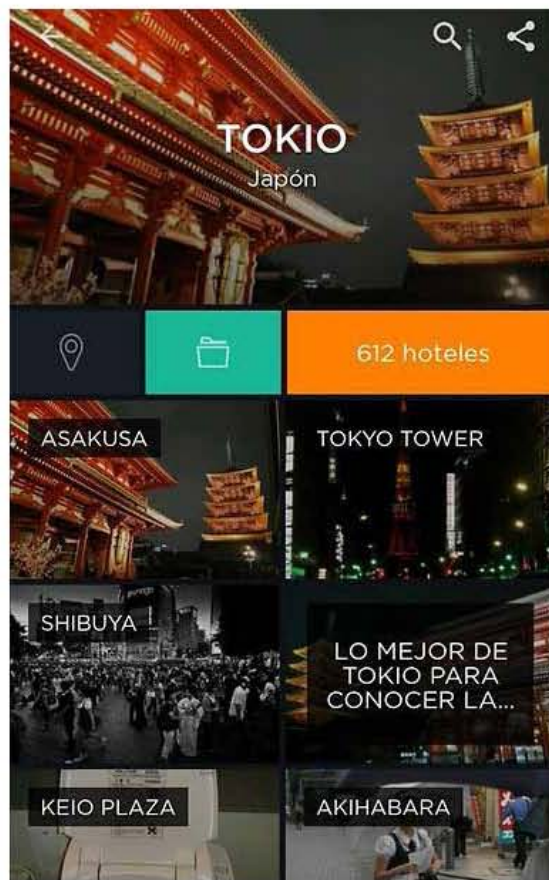 TOKIO
Japón
612 hoteles
ASAKUSA
TOKYO TOWER
SHIBUYA
LO MEJOR DE
TOKIO PARA
CONOCER LA...
KEIO PLAZA
AKIHABARA